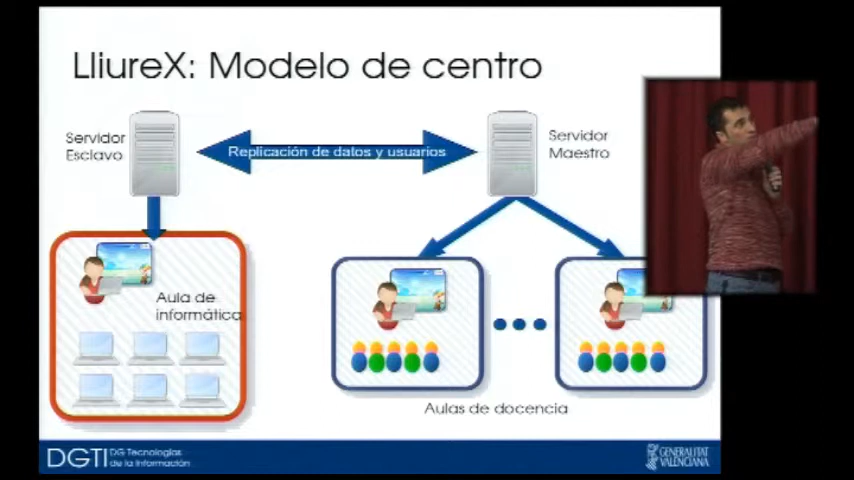 LliureX: Modelo de centro
Servidor
Esclavo
Replicación de datos y usuarios
Servidor
Maestro
Aula de
informática
Aulas de docencia
DGTI DG Tecnologías
de la Información
GENERALITAT
VALENCIANA